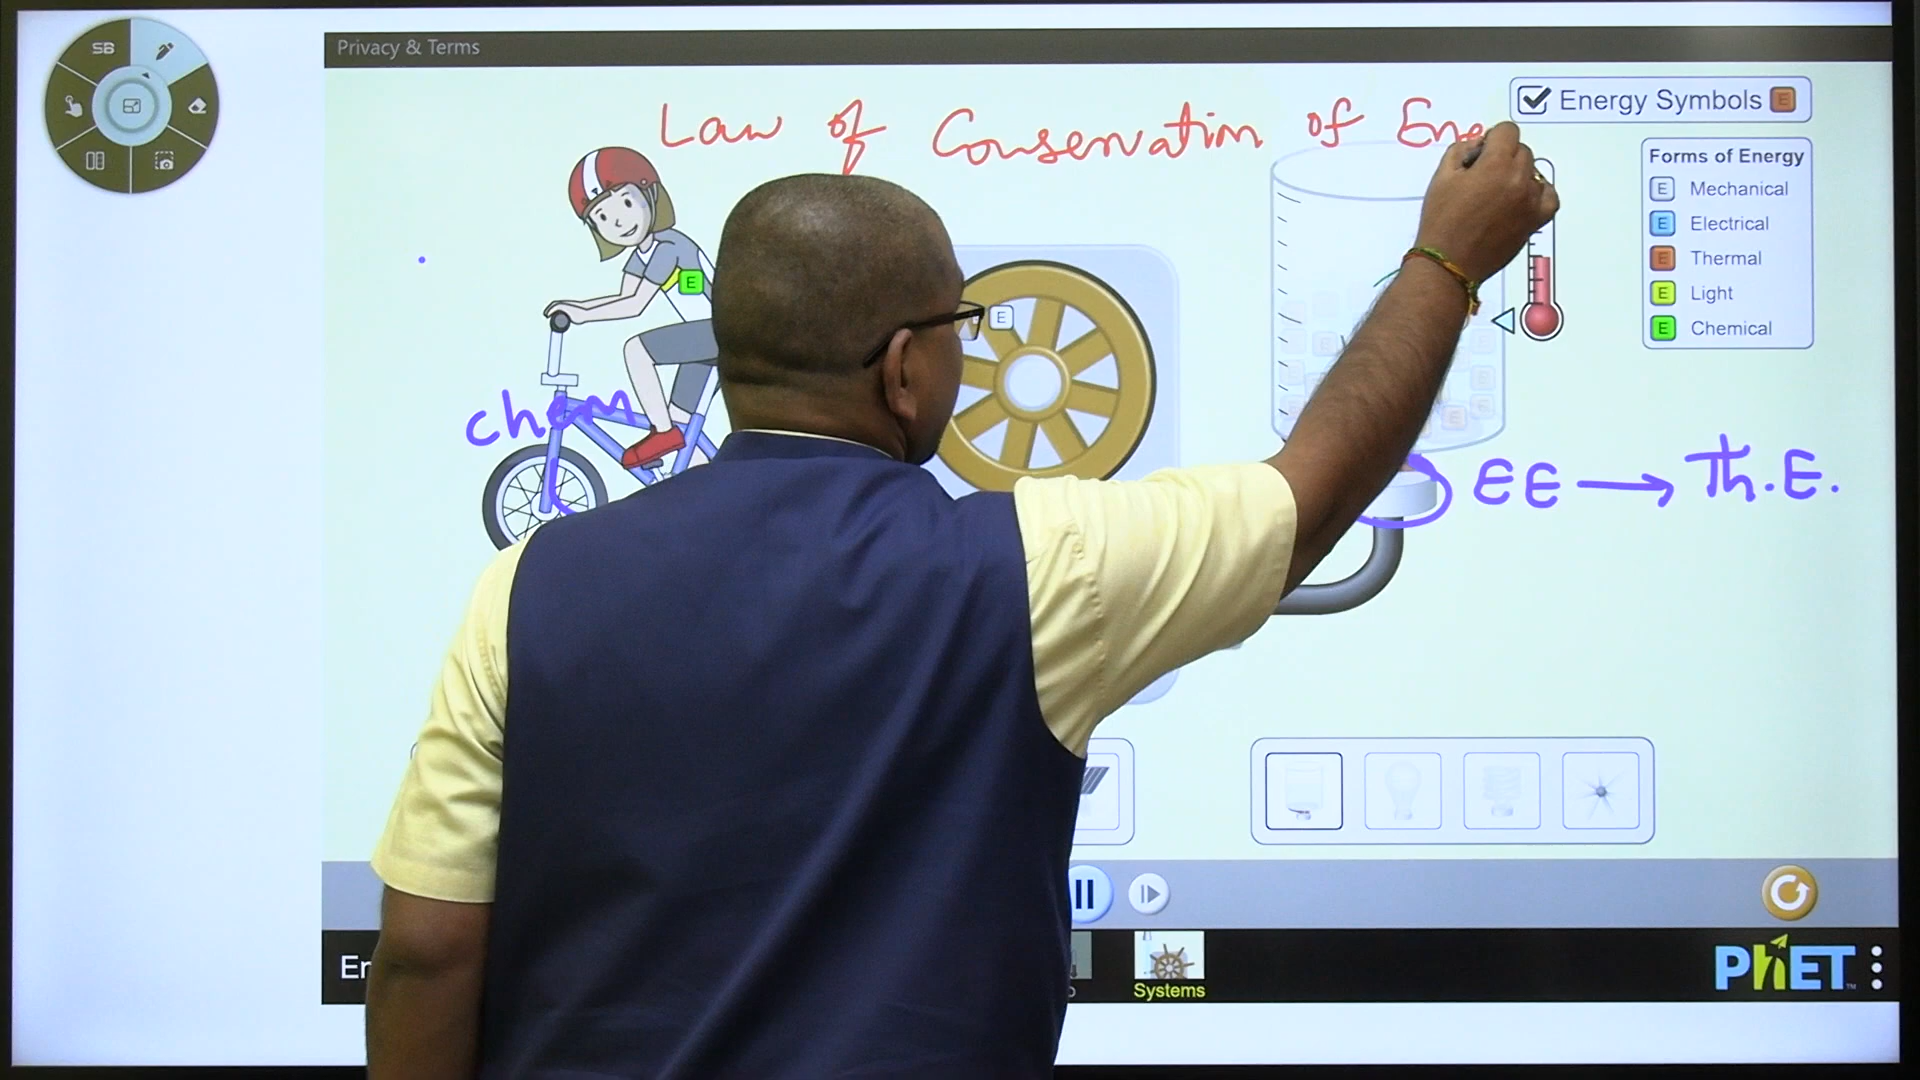 SB
Privacy & Terms
Energy Symbols E
Law of Conservation of Ene
Forms of Energy
E Mechanical
E Electrical
E Thermal
E Light
E Chemical
E
E
chem
EE → Th.E.
Systems
PhET